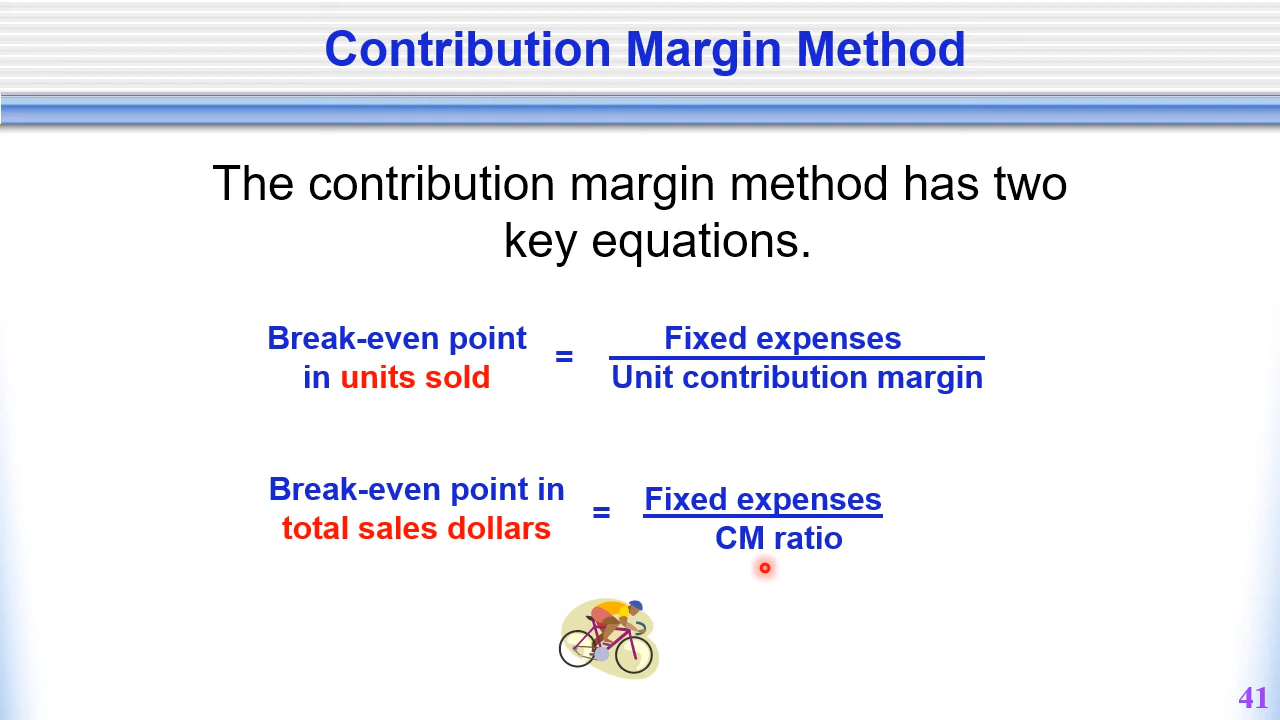 Contribution Margin Method
The contribution margin method has two
key equations.
Break-even point
in units sold
=
Fixed expenses
Unit contribution margin
Break-even point in
total sales dollars
=
Fixed expenses
CM ratio
41